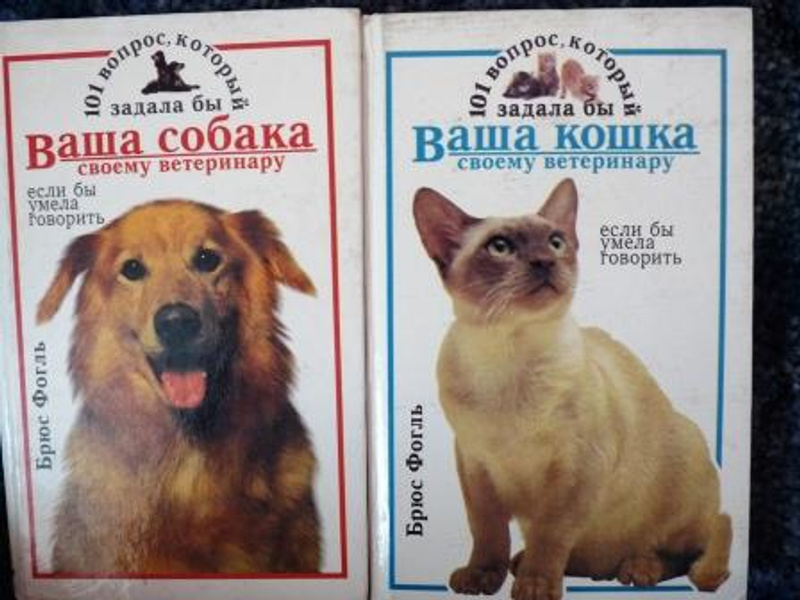 101 вопрос, который
задала бы
Ваша собака
своему ветеринару
если бы
умела
говорить
Брюс Фогль
101 вопрос, который
задала бы
Ваша кошка
своему ветеринару
если бы
умела
говорить
Брюс Фогль